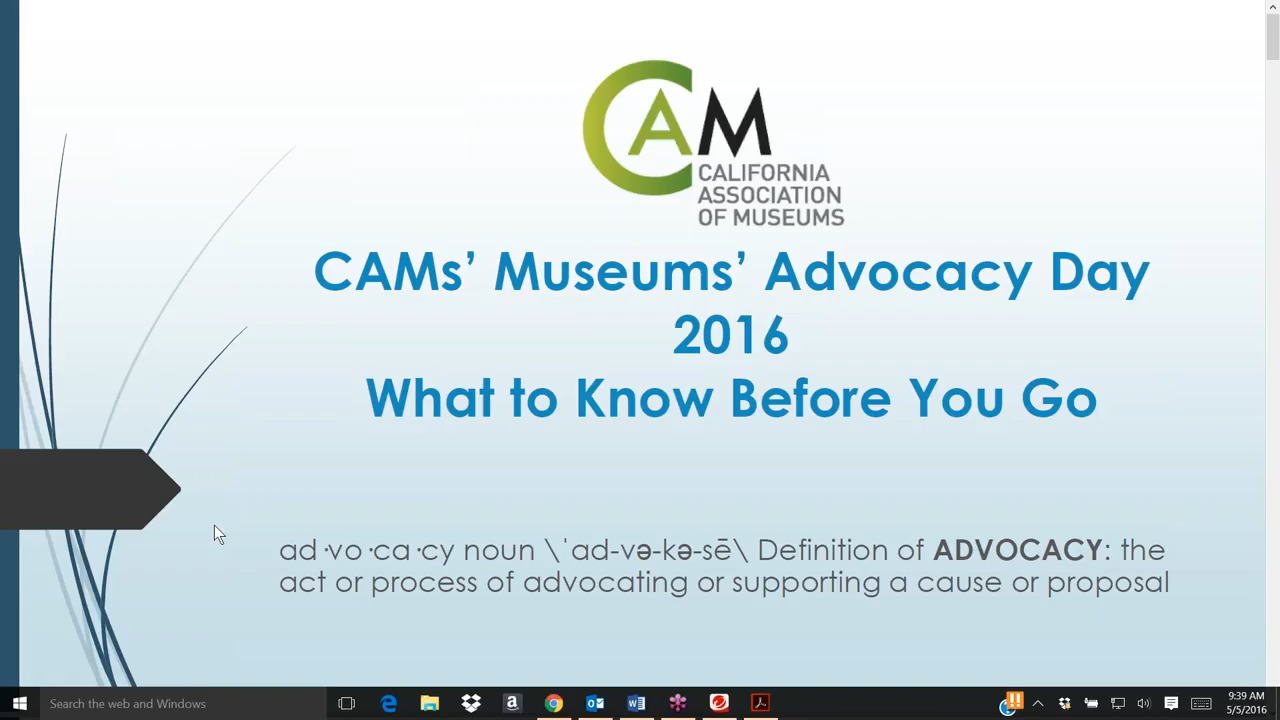 CAM
CALIFORNIA
ASSOCIATION
OF MUSEUMS
CAMs’ Museums’ Advocacy Day
2016
What to Know Before You Go
ad·vo·ca·cy noun \ˈad-və-kə-sē\ Definition of ADVOCACY: the
act or process of advocating or supporting a cause or proposal
Search the web and Windows
9:39 AM
5/5/2016